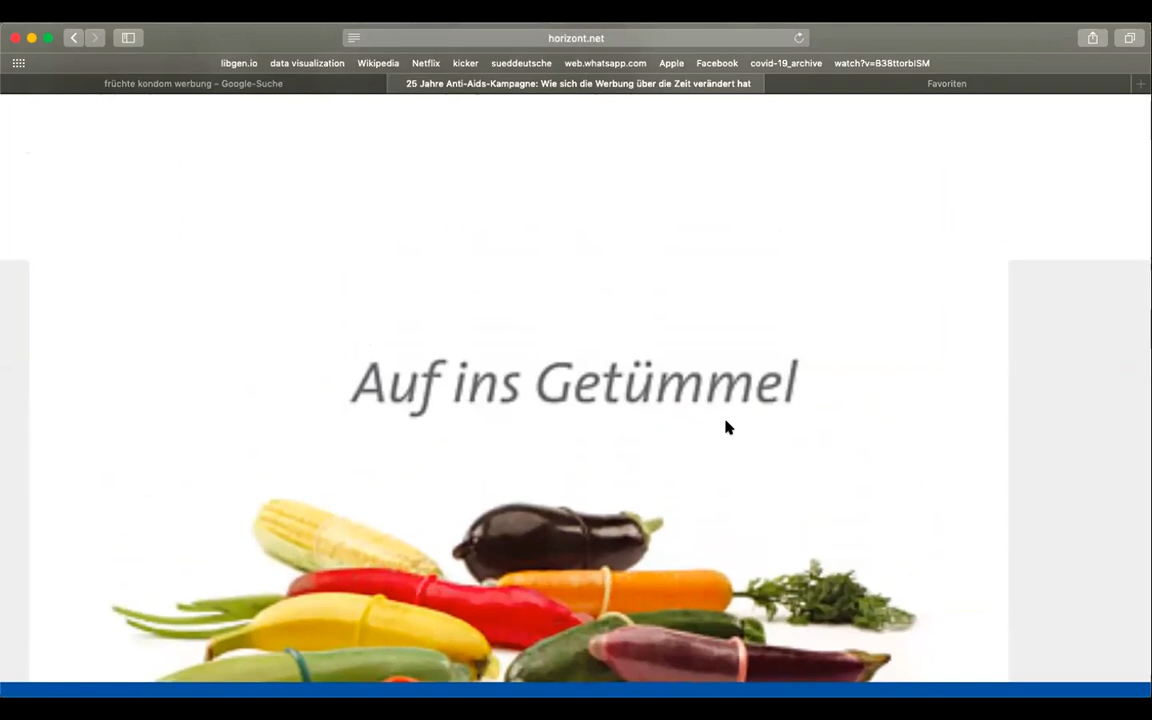 horizont.net
libgen.io data visualization Wikipedia Netflix kicker sueddeutsche web.whatsapp.com Apple Facebook covid-19_archive watch?v=B38ttorbISM
früchte kondom werbung – Google-Suche 25 Jahre Anti-Aids-Kampagne: Wie sich die Werbung über die Zeit verändert hat Favoriten
Auf ins Getümmel